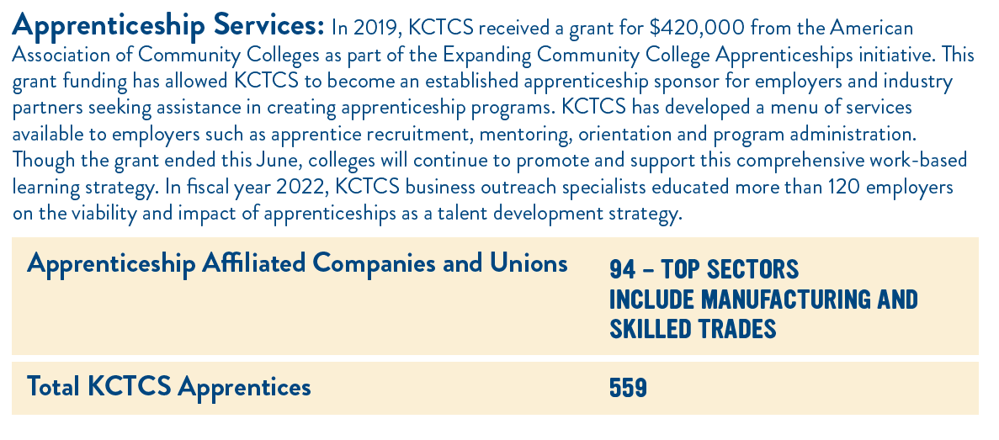 Apprenticeship Services: In 2019, KCTCS received a grant for $420,000 from the American
Association of Community Colleges as part of the Expanding Community College Apprenticeships initiative. This
grant funding has allowed KCTCS to become an established apprenticeship sponsor for employers and industry
partners seeking assistance in creating apprenticeship programs. KCTCS has developed a menu of services
available to employers such as apprentice recruitment, mentoring, orientation and program administration.
Though the grant ended this June, colleges will continue to promote and support this comprehensive work-based
learning strategy. In fiscal year 2022, KCTCS business outreach specialists educated more than 120 employers
on the viability and impact of apprenticeships as a talent development strategy.
Apprenticeship Affiliated Companies and Unions
94 – TOP SECTORS
INCLUDE MANUFACTURING AND
SKILLED TRADES
Total KCTCS Apprentices
559